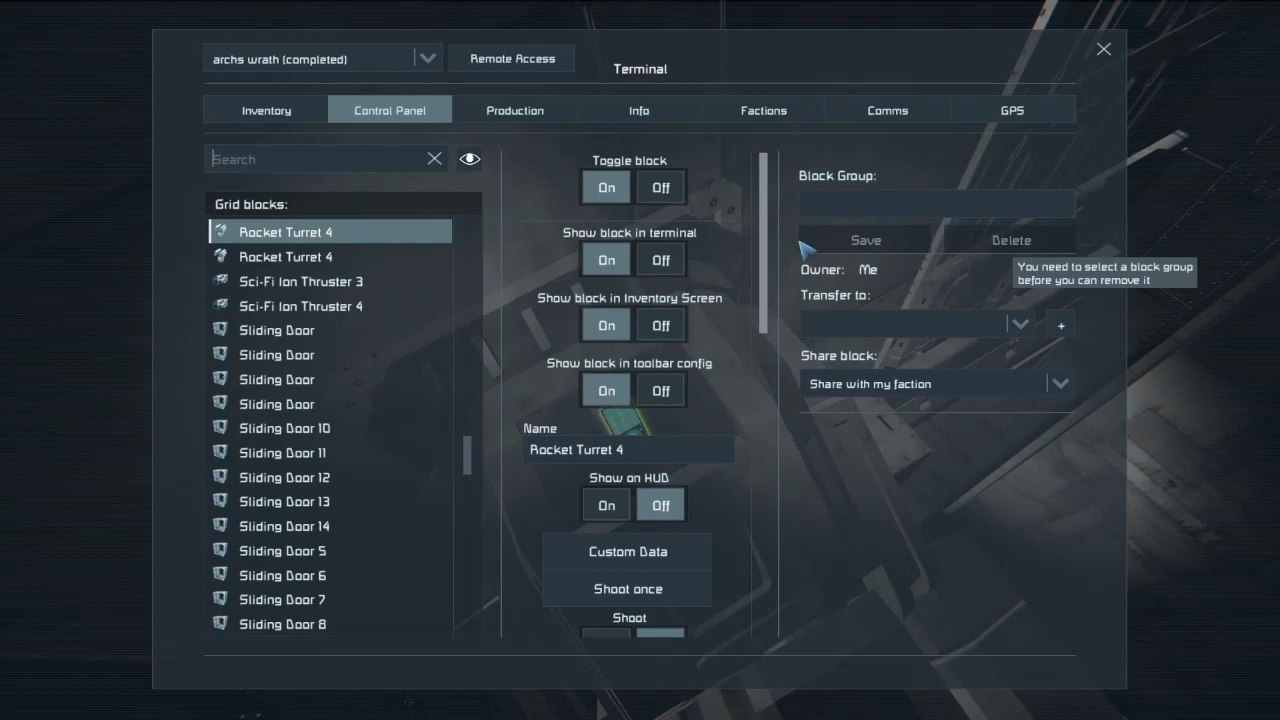 archs wrath (completed)
Remote Access
Terminal
Inventory
Control Panel
Production
Info
Factions
Comms
GPS
Search
Grid blocks:
Rocket Turret 4
Rocket Turret 4
Sci-Fi Ion Thruster 3
Sci-Fi Ion Thruster 4
Sliding Door
Sliding Door
Sliding Door
Sliding Door
Sliding Door 10
Sliding Door 11
Sliding Door 12
Sliding Door 13
Sliding Door 14
Sliding Door 5
Sliding Door 6
Sliding Door 7
Sliding Door 8
Toggle block
On Off
Show block in terminal
On Off
Show block in Inventory Screen
On Off
Show block in toolbar config
On Off
Name
Rocket Turret 4
Show on HUD
On Off
Custom Data
Shoot once
Shoot
Block Group:
Save Delete
Owner: Me
You need to select a block group
before you can remove it
Transfer to:
+
Share block:
Share with my faction